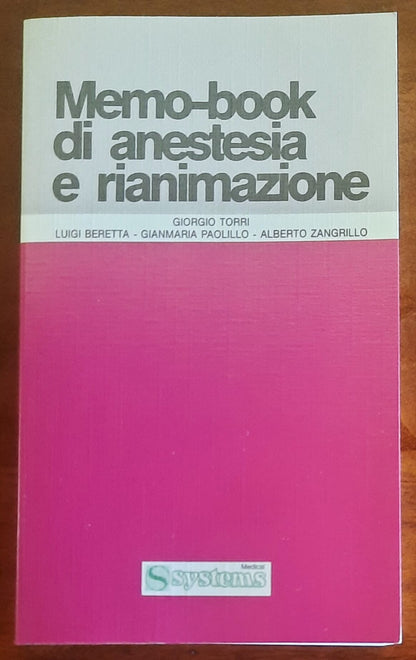 Memo-book
di anestesia
e rianimazione
GIORGIO TORRI
LUIGI BERETTA - GIANMARIA PAOLILLO - ALBERTO ZANGRILLO
Medical
S systems